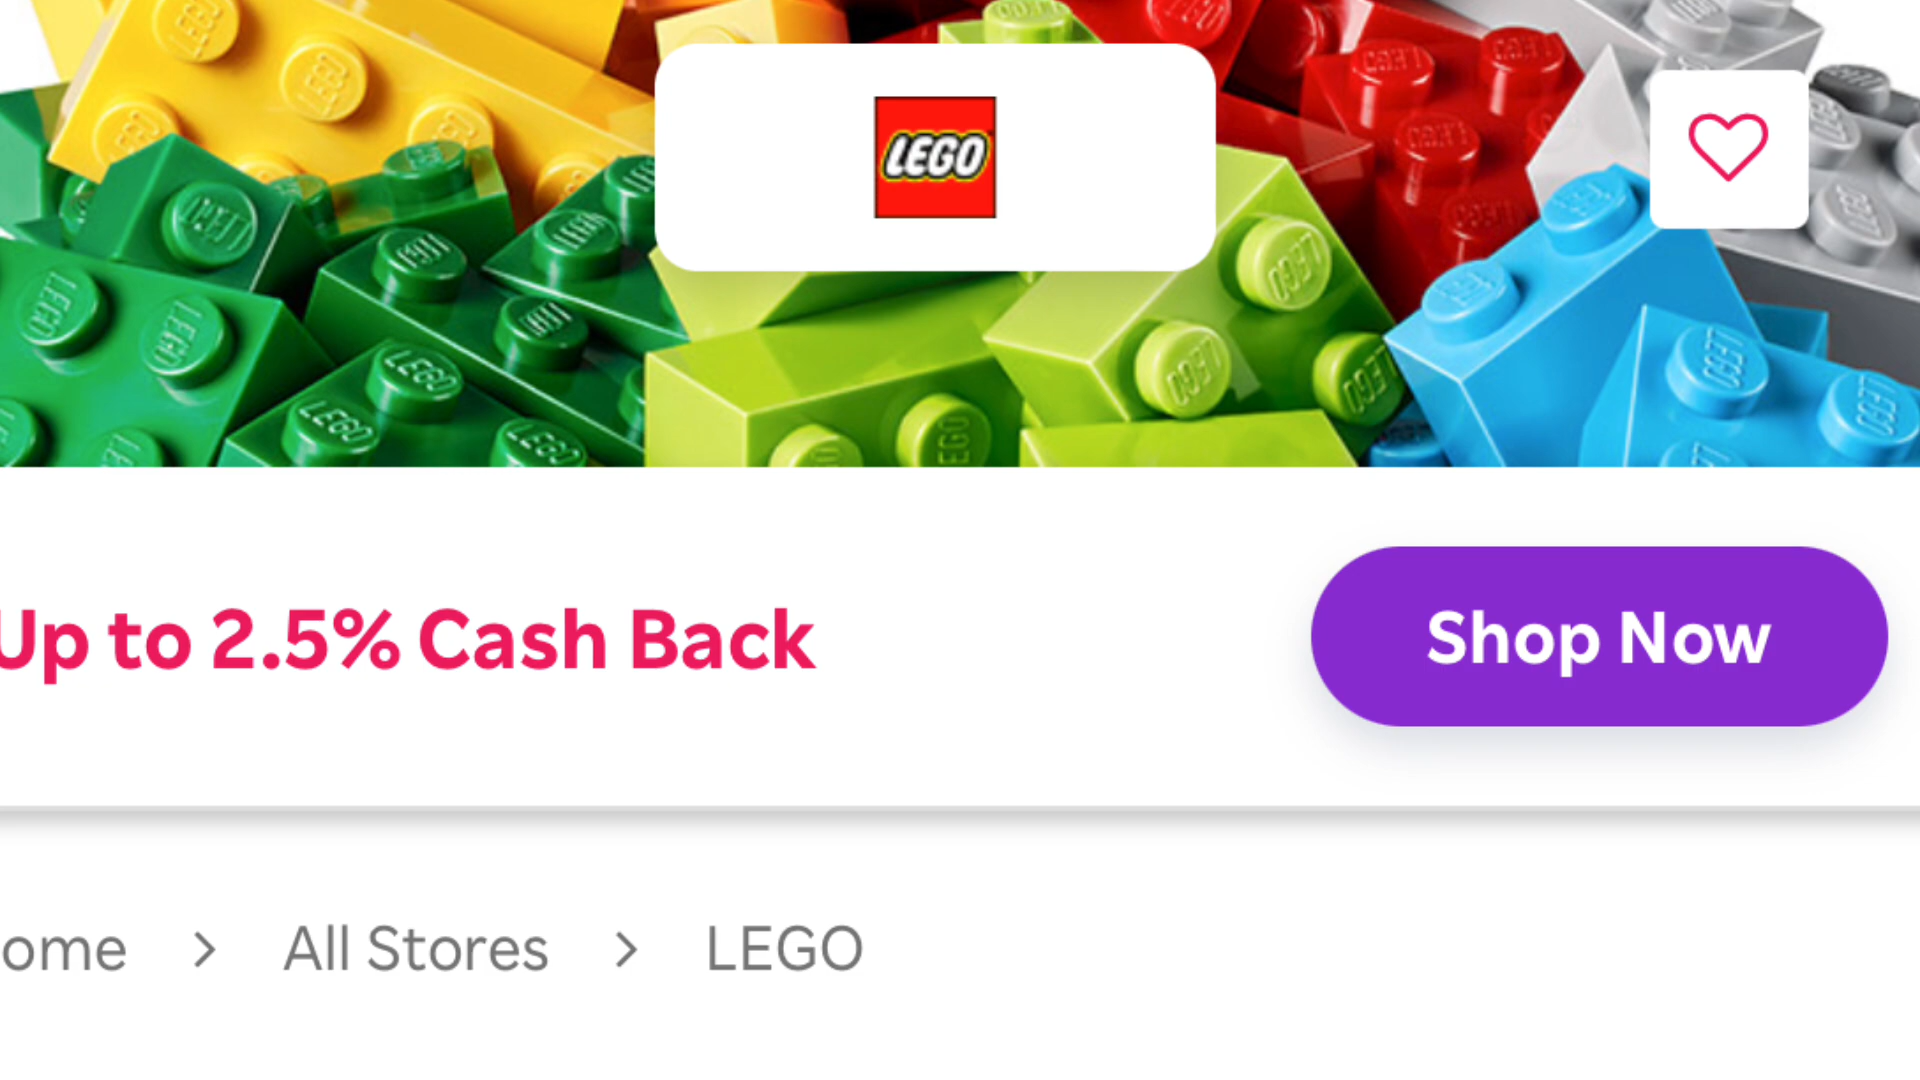 LEGO
Up to 2.5% Cash Back
Shop Now
ome > All Stores > LEGO